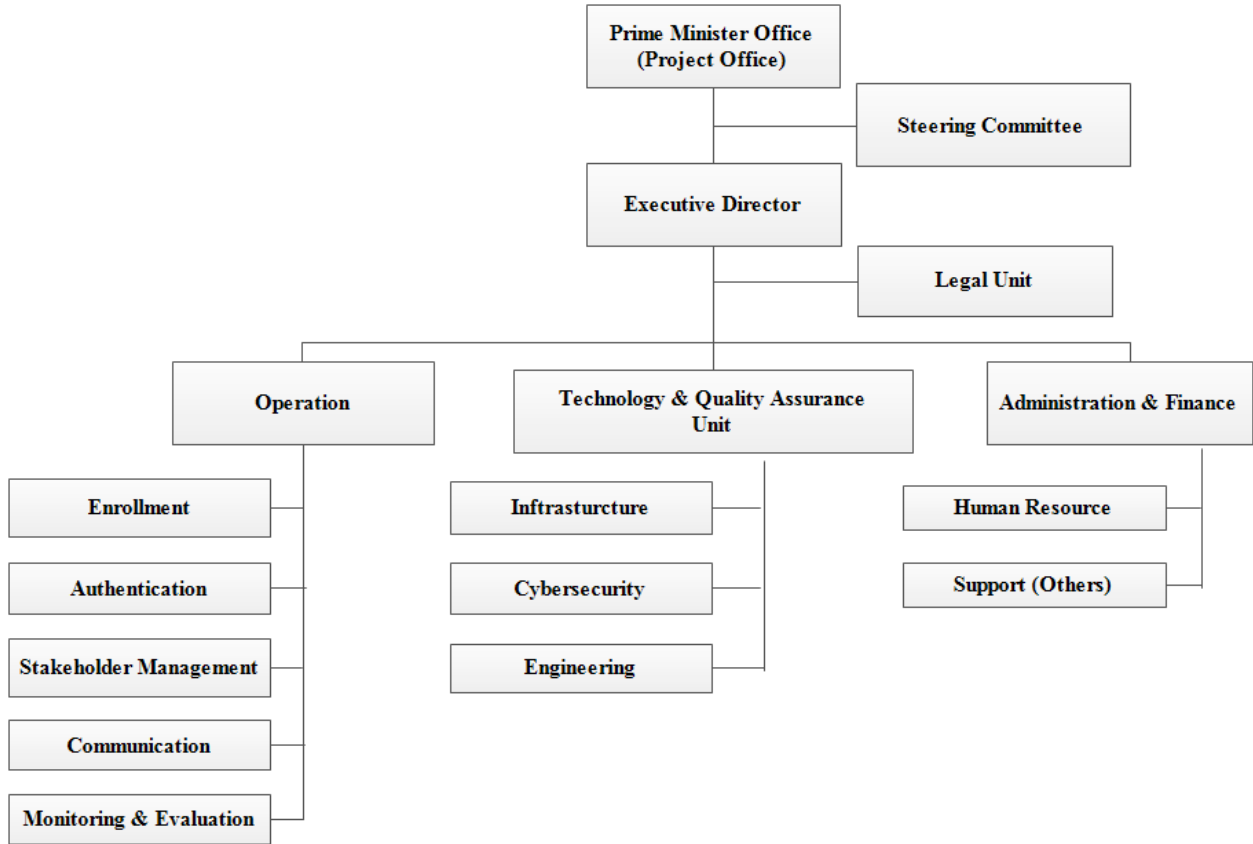 Prime Minister Office
(Project Office)
Steering Committee
Executive Director
Legal Unit
Operation
Technology & Quality Assurance
Unit
Administration & Finance
Enrollment
Authentication
Stakeholder Management
Communication
Monitoring & Evaluation
Inftrasturcture
Cybersecurity
Engineering
Human Resource
Support (Others)